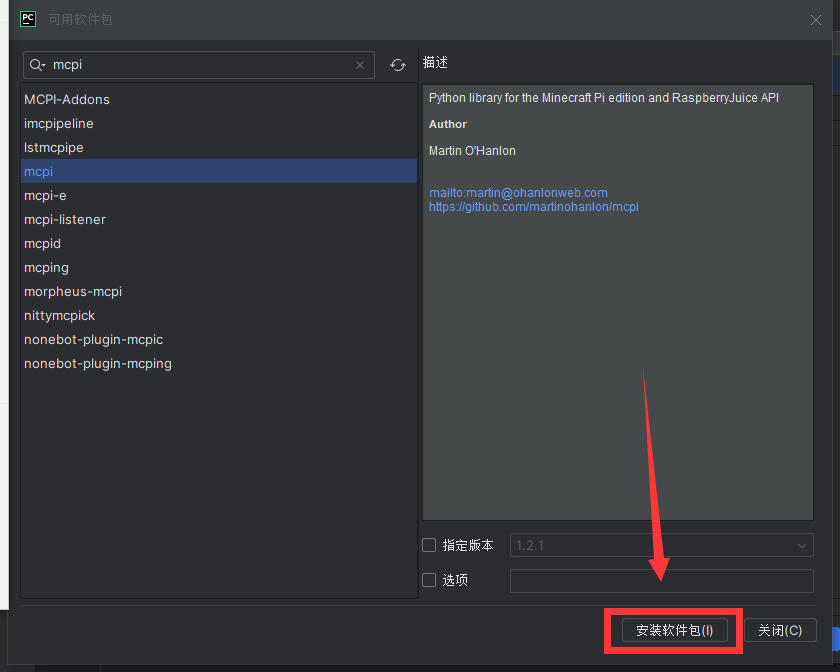 PC
可用软件包
mcpi
描述
MCPI-Addons
imcpipeline
lstmcpipe
mcpi
mcpi-e
mcpi-listener
mcpid
mcping
morpheus-mcpi
nittymcpick
nonebot-plugin-mcpic
nonebot-plugin-mcping
Python library for the Minecraft Pi edition and RaspberryJuice API
Author
Martin O'Hanlon
mailto:martin@ohanlonweb.com
https://github.com/martinohanlon/mcpi
指定版本
1.2.1
选项
安装软件包(I)
关闭(C)